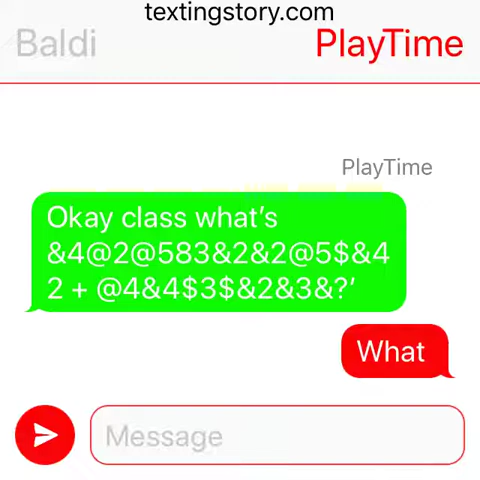 textingstory.com
Baldi PlayTime
PlayTime
Okay class what’s
&4@2@583&2&2@5$&4
2 + @4&4$3$&2&3&?’
What
Message